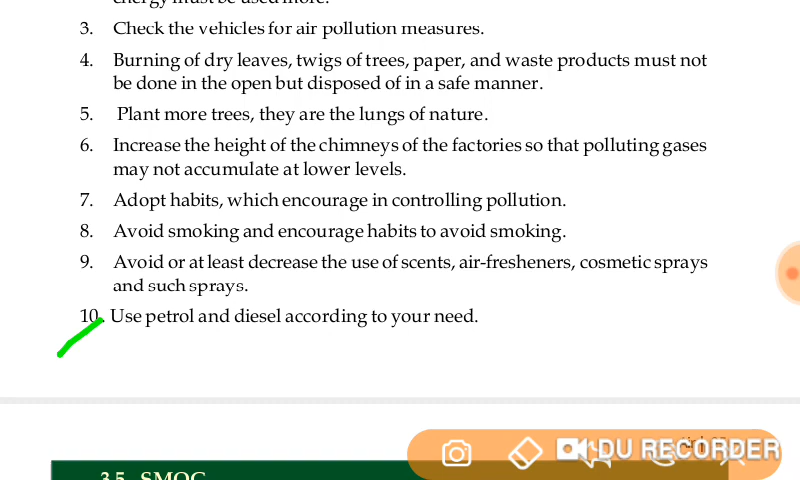 energy must be used more.
3. Check the vehicles for air pollution measures.
4. Burning of dry leaves, twigs of trees, paper, and waste products must not
be done in the open but disposed of in a safe manner.
5. Plant more trees, they are the lungs of nature.
6. Increase the height of the chimneys of the factories so that polluting gases
may not accumulate at lower levels.
7. Adopt habits, which encourage in controlling pollution.
8. Avoid smoking and encourage habits to avoid smoking.
9. Avoid or at least decrease the use of scents, air-fresheners, cosmetic sprays
and such sprays.
10. Use petrol and diesel according to your need.
DU RECORDER
3.5 SMOG